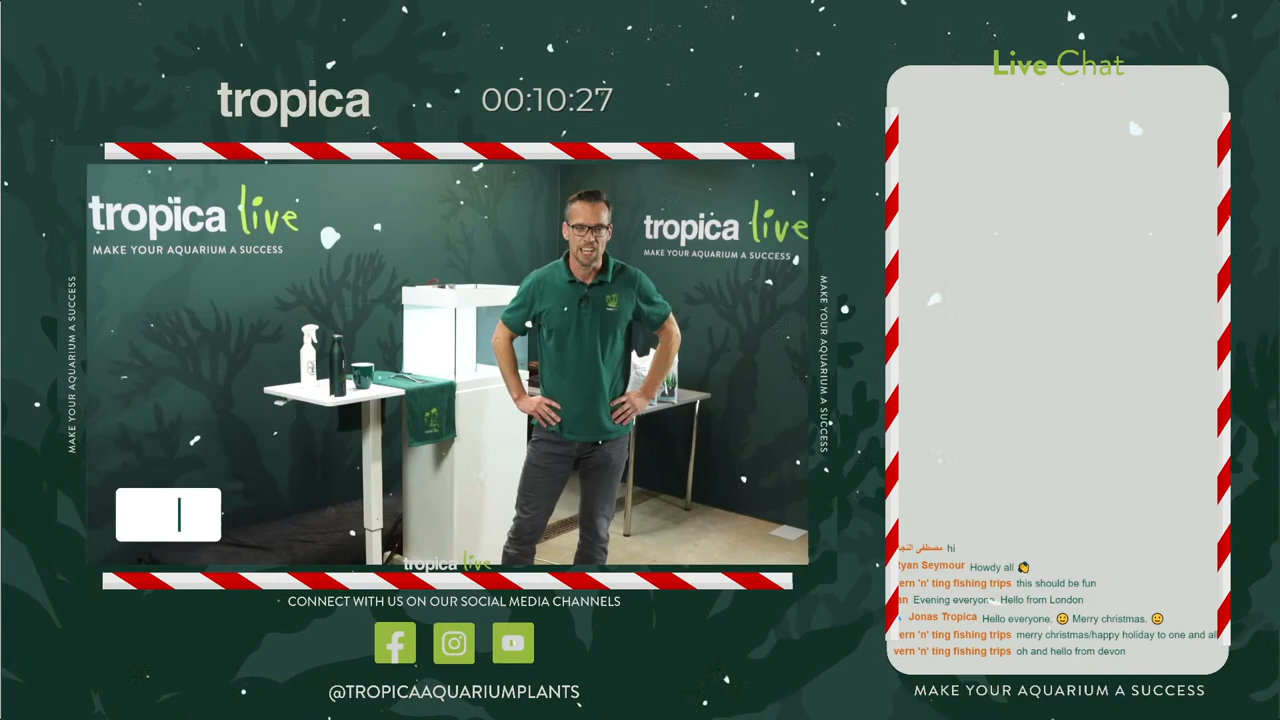 Live Chat
tropica
00:10:27
tropica live
MAKE YOUR AQUARIUM A SUCCESS
tropica live
MAKE YOUR AQUARIUM A SUCCESS
MAKE YOUR AQUARIUM A SUCCESS
MAKE YOUR AQUARIUM A SUCCESS
tropica live
CONNECT WITH US ON OUR SOCIAL MEDIA CHANNELS
@TROPICAAQUARIUMPLANTS
مصطفى hi
Ryan Seymour Howdy all
'n' ting fishing trips this should be fun
Evening everyone. Hello from London
Jonas Tropica Hello everyone. Merry christmas.
'n' ting fishing trips merry christmas/happy holiday to one and all
'n' ting fishing trips oh and hello from devon
MAKE YOUR AQUARIUM A SUCCESS